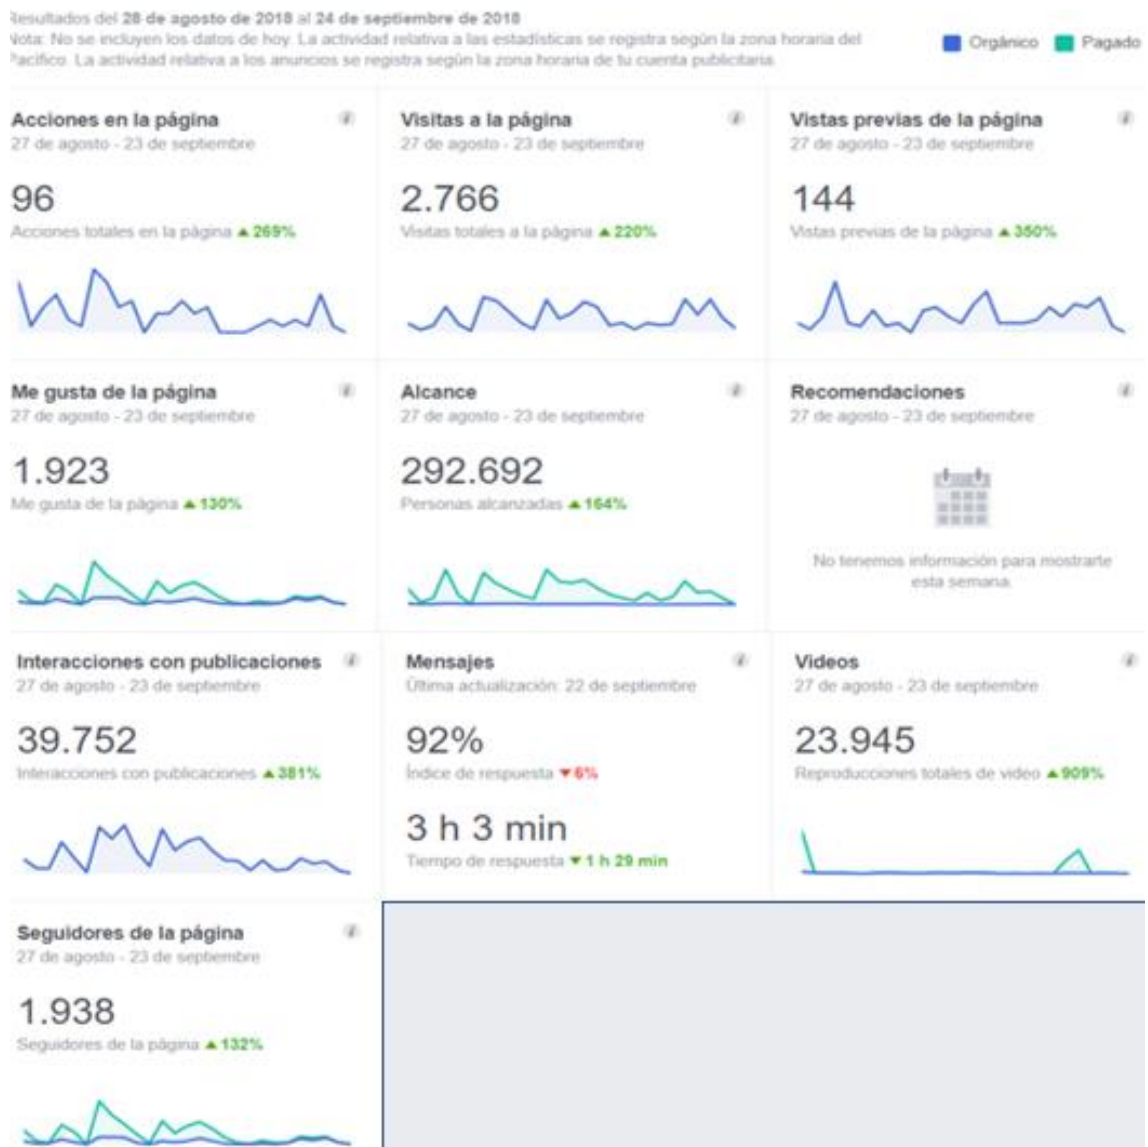 Resultados del 28 de agosto de 2018 al 24 de septiembre de 2018
Nota: No se incluyen los datos de hoy. La actividad relativa a las estadísticas se registra según la zona horaria del
Pacífico. La actividad relativa a los anuncios se registra según la zona horaria de tu cuenta publicitaria.
Orgánico Pagado
Acciones en la página
27 de agosto - 23 de septiembre
96
Acciones totales en la página ▲269%
Visitas a la página
27 de agosto - 23 de septiembre
2.766
Visitas totales a la página ▲220%
Vistas previas de la página
27 de agosto - 23 de septiembre
144
Vistas previas de la página ▲350%
Me gusta de la página
27 de agosto - 23 de septiembre
1.923
Me gusta de la página ▲130%
Alcance
27 de agosto - 23 de septiembre
292.692
Personas alcanzadas ▲164%
Recomendaciones
27 de agosto - 23 de septiembre
No tenemos información para mostrarte
esta semana.
Interacciones con publicaciones
27 de agosto - 23 de septiembre
39.752
Interacciones con publicaciones ▲381%
Mensajes
Última actualización: 22 de septiembre
92%
Índice de respuesta ▼6%
3 h 3 min
Tiempo de respuesta ▼1 h 29 min
Videos
27 de agosto - 23 de septiembre
23.945
Reproducciones totales de video ▲909%
Seguidores de la página
27 de agosto - 23 de septiembre
1.938
Seguidores de la página ▲132%